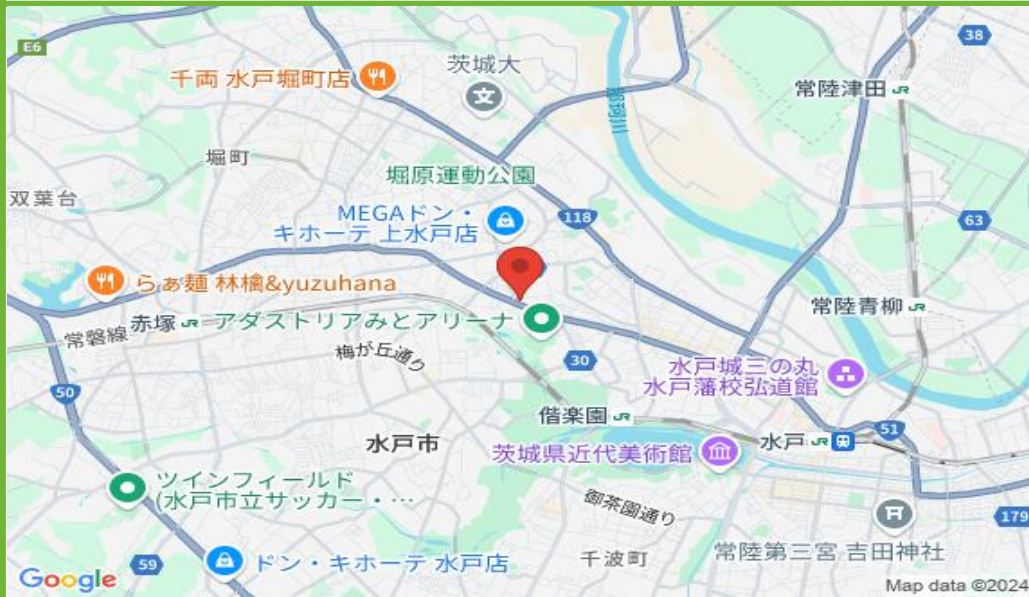 E6
38
茨城大
文
千両 水戸堀町店
常陸津田 JR
那珂川
堀町
堀原運動公園
双葉台
MEGAドン・
キホーテ 上水戸店
118
63
らぁ麺 林檎&yuzuhana
常陸青柳 JR
赤塚 JR
アダストリアみとアリーナ
常磐線
梅が丘通り
30
水戸城三の丸
水戸藩校弘道館
50
偕楽園 JR
51
水戸市
水戸 JR
茨城県近代美術館
ツインフィールド
(水戸市立サッカー・…
御茶園通り
179
59
ドン・キホーテ 水戸店
千波町
常陸第三宮 吉田神社
Google
Map data ©2024